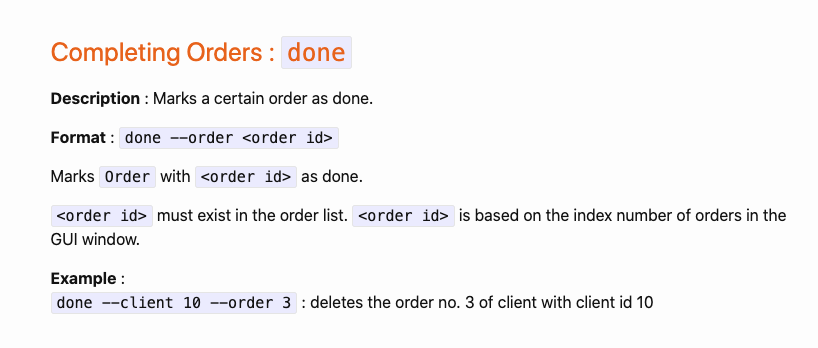 Completing Orders : done
Description : Marks a certain order as done.
Format : done --order <order id>
Marks Order with <order id> as done.
<order id> must exist in the order list. <order id> is based on the index number of orders in the
GUI window.
Example :
done --client 10 --order 3 : deletes the order no. 3 of client with client id 10